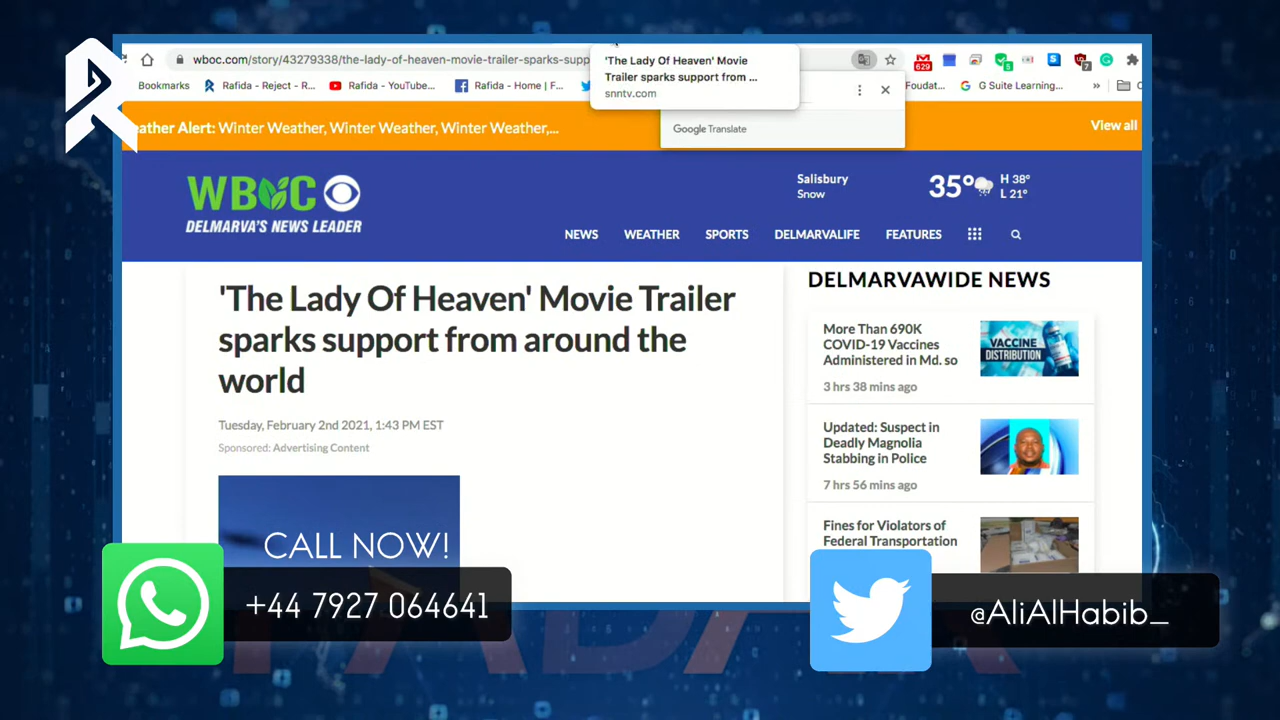 wboc.com/story/43279338/the-lady-of-heaven-movie-trailer-sparks-supp
'The Lady Of Heaven' Movie
Trailer sparks support from ...
snntv.com
629
5
7
Bookmarks
Rafida - Reject - R...
Rafida - YouTube...
Rafida - Home | F...
Foudat...
G Suite Learning...
»
Google Translate
eather Alert: Winter Weather, Winter Weather, Winter Weather,...
View all
WBOC
DELMARVA'S NEWS LEADER
Salisbury
Snow
35°
H 38°
L 21°
NEWS
WEATHER
SPORTS
DELMARVALIFE
FEATURES
'The Lady Of Heaven' Movie Trailer
sparks support from around the
world
Tuesday, February 2nd 2021, 1:43 PM EST
Sponsored: Advertising Content
DELMARVAWIDE NEWS
More Than 690K
COVID-19 Vaccines
Administered in Md. so
3 hrs 38 mins ago
VACCINE
DISTRIBUTION
Updated: Suspect in
Deadly Magnolia
Stabbing in Police
7 hrs 56 mins ago
Fines for Violators of
Federal Transportation
CALL NOW!
+44 7927 064641
@AliAlHabib_